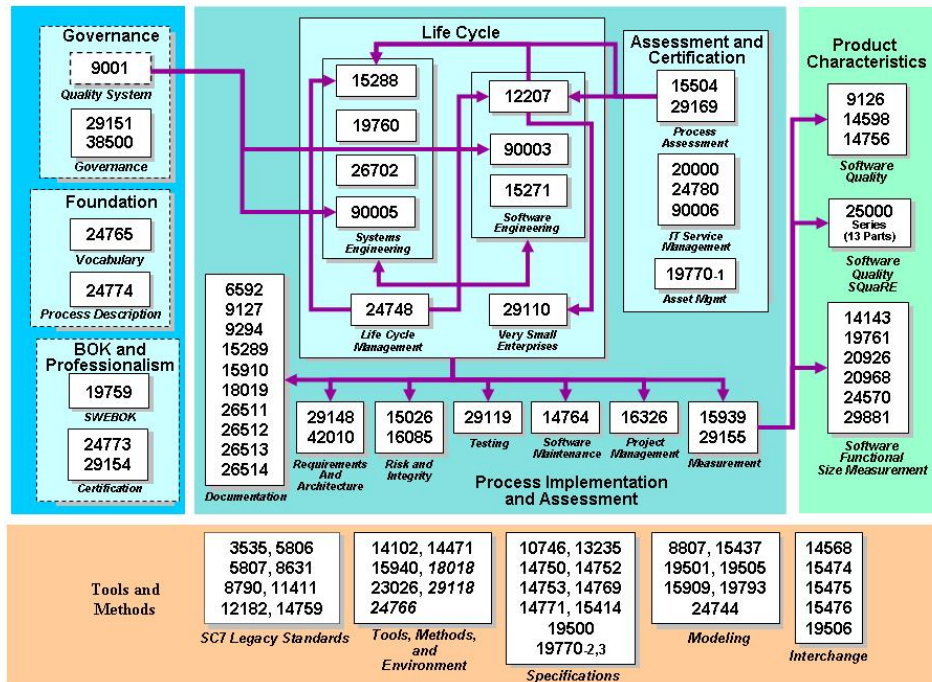 Governance
9001
Quality System
29151
38500
Governance
Foundation
24765
Vocabulary
24774
Process Description
BOK and
Professionalism
19759
SWEBOK
24773
29154
Certification
Life Cycle
15288
19760
26702
90005
Systems
Engineering
12207
90003
15271
Software
Engineering
24748
Life Cycle
Management
29110
Very Small
Enterprises
Assessment and
Certification
15504
29169
Process
Assessment
20000
24780
90006
IT Service
Management
19770-1
Asset Mgmt
6592
9127
9294
15289
15910
18019
26511
26512
26513
26514
Documentation
29148
42010
Requirements
And
Architecture
15026
16085
Risk and
Integrity
29119
Testing
14764
Software
Maintenance
16326
Project
Management
15939
29155
Measurement
Process Implementation
and Assessment
Product
Characteristics
9126
14598
14756
Software
Quality
25000
Series
(13 Parts)
Software
Quality
SQuaRE
14143
19761
20926
20968
24570
29881
Software
Functional
Size Measurement
Tools and
Methods
3535, 5806
5807, 8631
8790, 11411
12182, 14759
SC7 Legacy Standards
14102, 14471
15940, 18018
23026, 29118
24766
Tools, Methods,
and
Environment
10746, 13235
14750, 14752
14753, 14769
14771, 15414
19500
19770-2,3
Specifications
8807, 15437
19501, 19505
15909, 19793
24744
Modeling
14568
15474
15475
15476
19506
Interchange